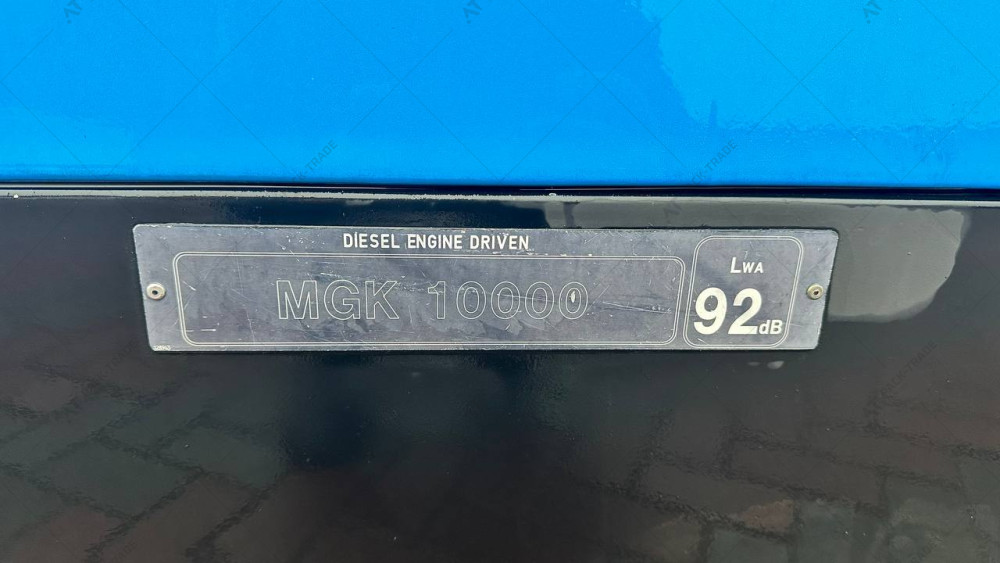 DIESEL ENGINE DRIVEN
MGK 10000
LWA
92dB